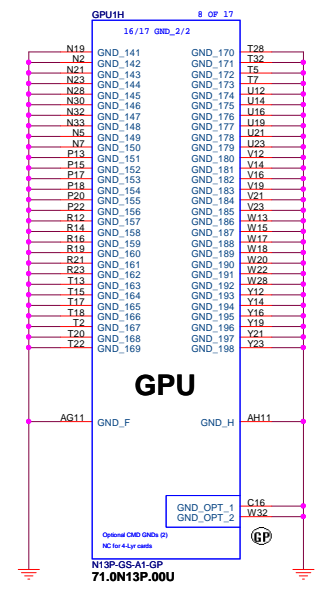 GPU1H 8 OF 17
16/17 GND_2/2
N19 GND_141 GND_170 T28
N2 GND_142 GND_171 T32
N21 GND_143 GND_172 T5
N23 GND_144 GND_173 T7
N28 GND_145 GND_174 U12
N30 GND_146 GND_175 U14
N32 GND_147 GND_176 U16
N33 GND_148 GND_177 U19
N5 GND_149 GND_178 U21
N7 GND_150 GND_179 U23
P13 GND_151 GND_180 V12
P15 GND_152 GND_181 V14
P17 GND_153 GND_182 V16
P18 GND_154 GND_183 V19
P20 GND_155 GND_184 V21
P22 GND_156 GND_185 V23
R12 GND_157 GND_186 W13
R14 GND_158 GND_187 W15
R16 GND_159 GND_188 W17
R19 GND_160 GND_189 W18
R21 GND_161 GND_190 W20
R23 GND_162 GND_191 W22
T13 GND_163 GND_192 W28
T15 GND_164 GND_193 Y12
T17 GND_165 GND_194 Y14
T18 GND_166 GND_195 Y16
T2 GND_167 GND_196 Y19
T20 GND_168 GND_197 Y21
T22 GND_169 GND_198 Y23
GPU
AG11 GND_F GND_H AH11
GND_OPT_1 C16
GND_OPT_2 W32
Optional CMD GNDs (2)
NC for 4-Lyr cards
GP
N13P-GS-A1-GP
71.0N13P.00U